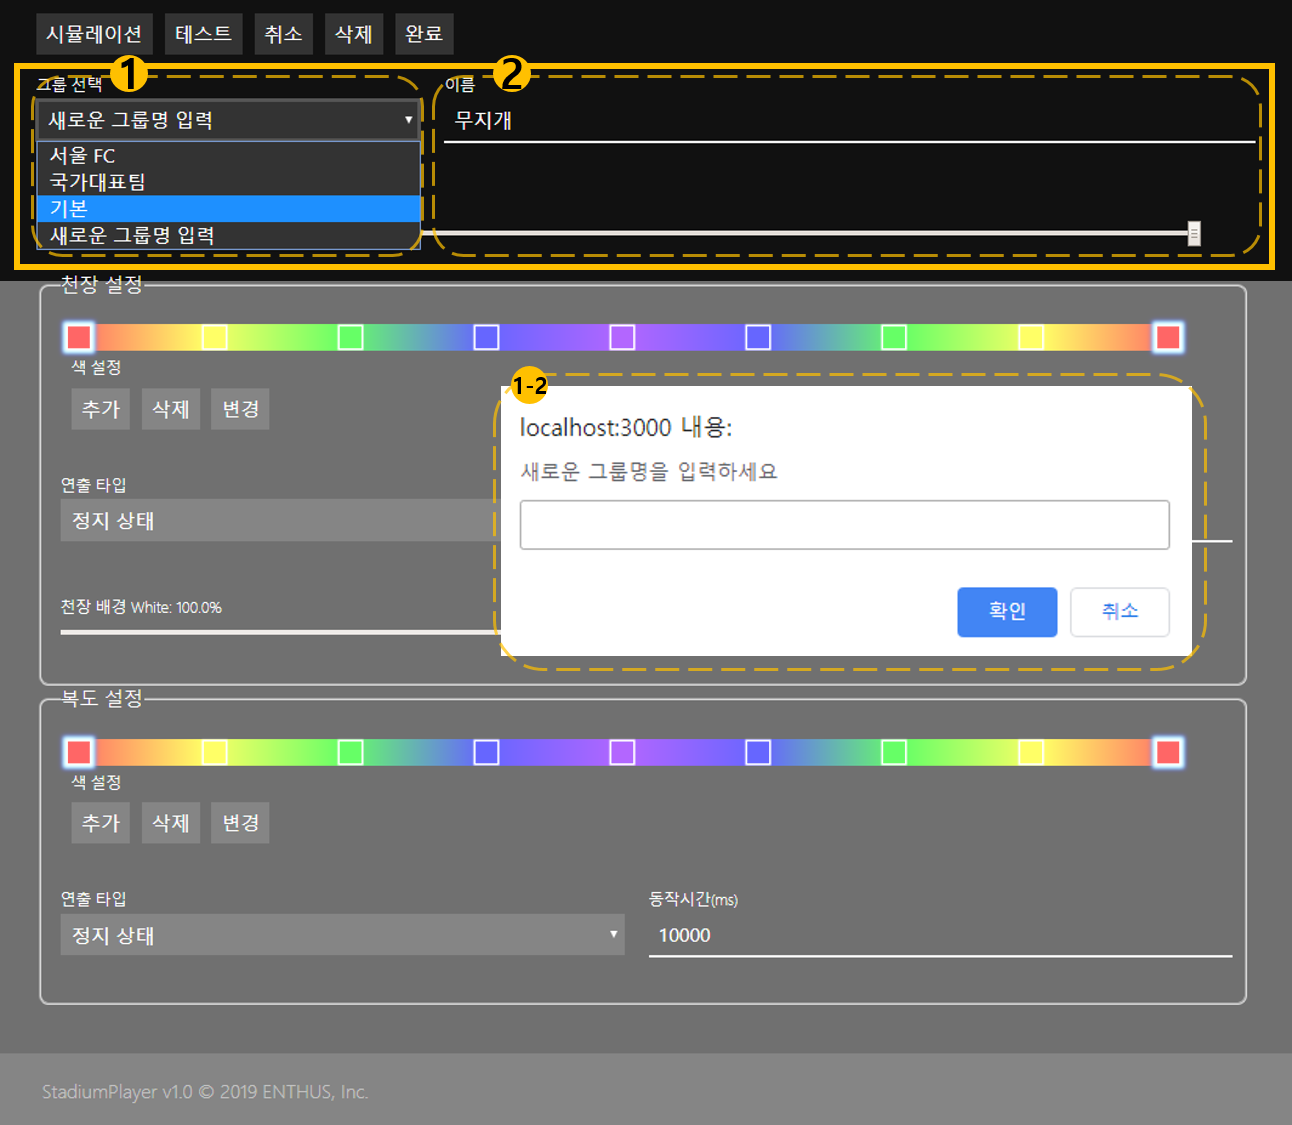 시뮬레이션 테스트 취소 삭제 완료
1 2
그룹 선택 이름
새로운 그룹명 입력 무지개
서울 FC
국가대표팀
기본
새로운 그룹명 입력
천장 설정
색 설정
추가 삭제 변경
1-2
localhost:3000 내용:
새로운 그룹명을 입력하세요
확인 취소
연출 타입
정지 상태
천장 배경 White: 100.0%
복도 설정
색 설정
추가 삭제 변경
연출 타입 동작시간(ms)
정지 상태 10000
StadiumPlayer v1.0 © 2019 ENTHUS, Inc.